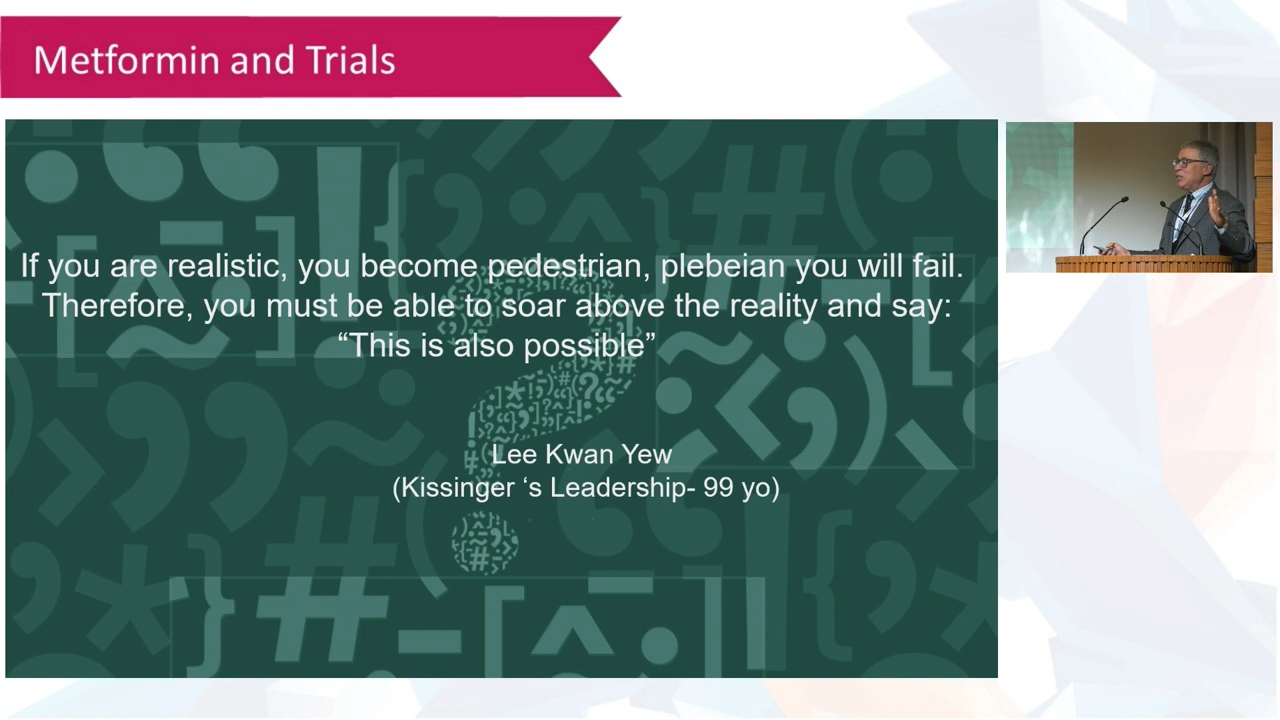 Metformin and Trials
If you are realistic, you become pedestrian, plebeian you will fail.
Therefore, you must be able to soar above the reality and say:
“This is also possible”
Lee Kwan Yew
(Kissinger ‘s Leadership- 99 yo)